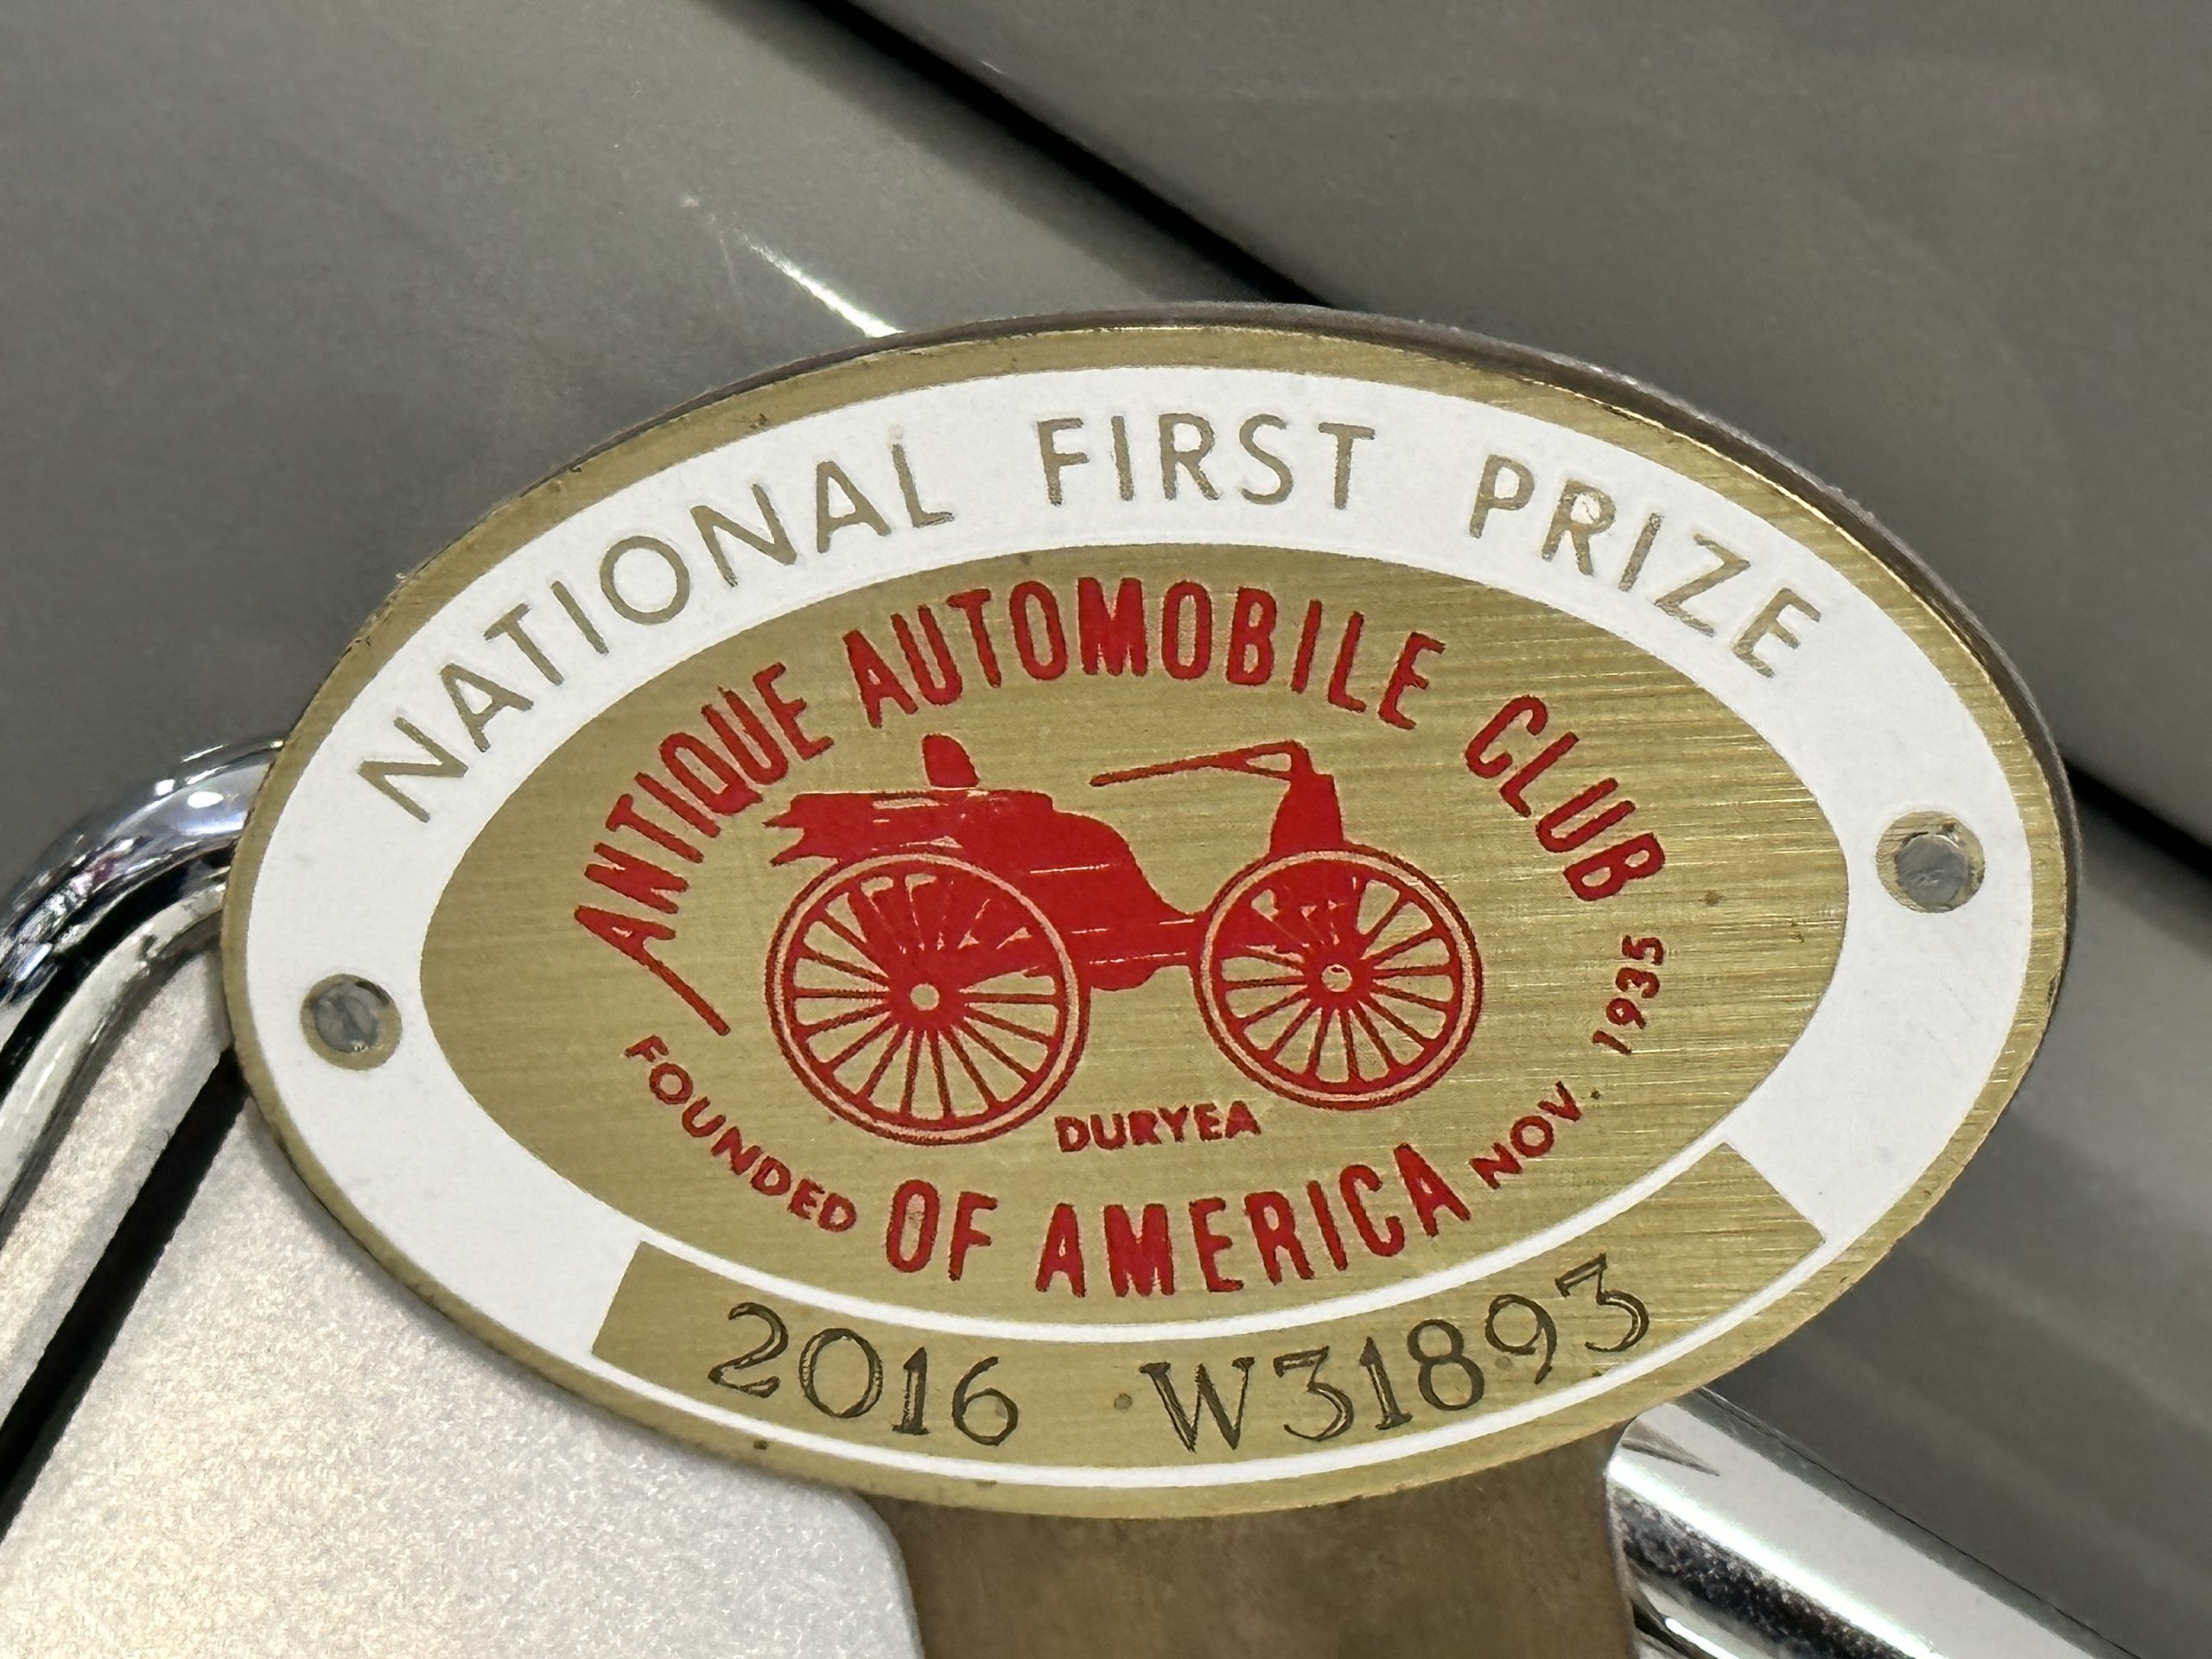 NATIONAL FIRST PRIZE
ANTIQUE AUTOMOBILE CLUB
DURYEA
FOUNDED OF AMERICA NOV. 1935
2016 W31893